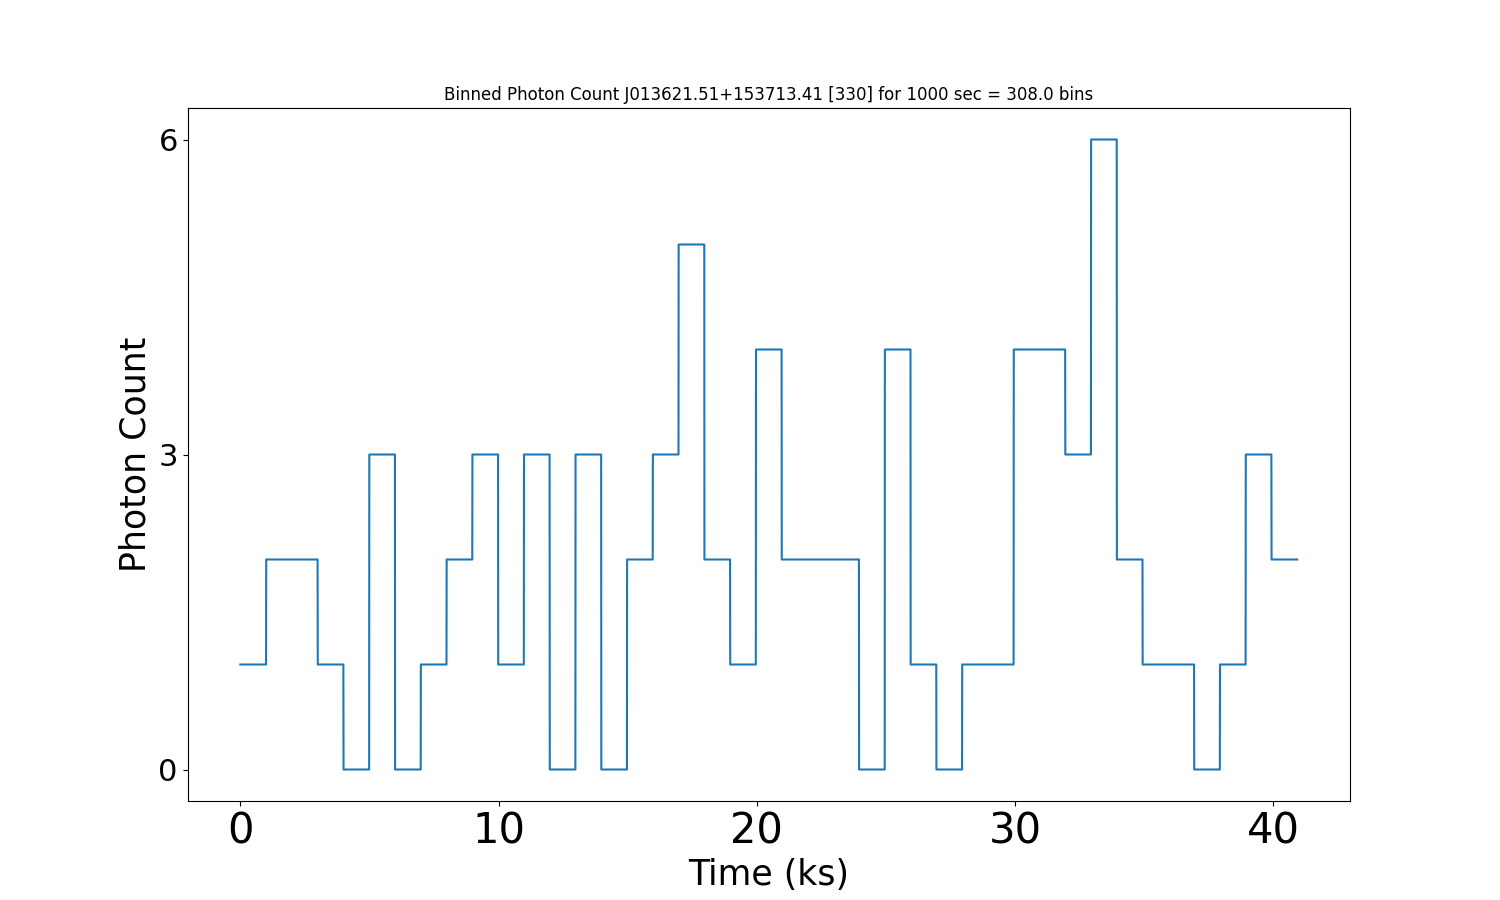 Binned Photon Count J013621.51+153713.41 [330] for 1000 sec = 308.0 bins
6
3
0
Photon Count
0 10 20 30 40
Time (ks)